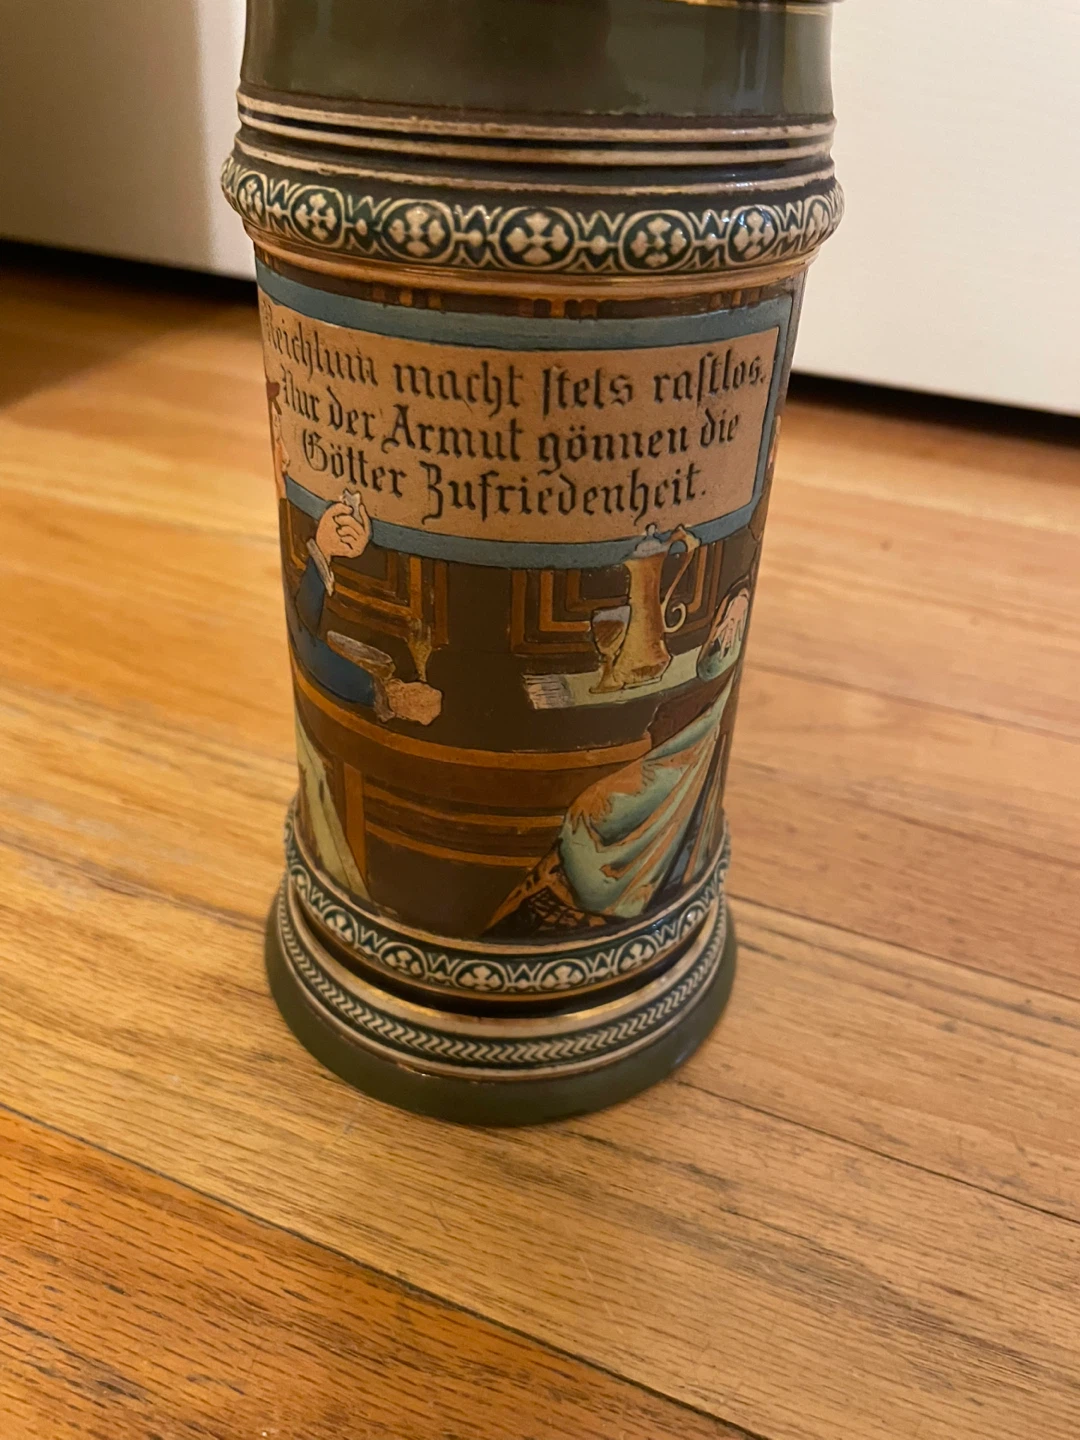 Reichtum macht stets rastlos.
Nur der Armut gönnen die
Götter Zufriedenheit.